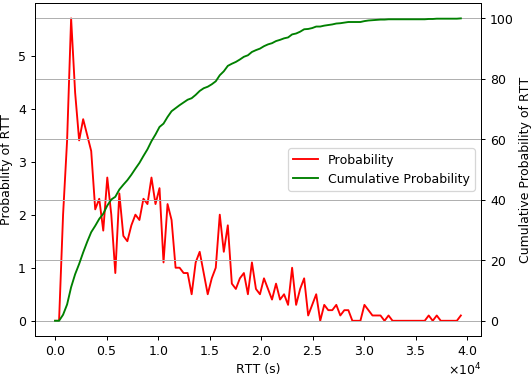 Probability of RTT
5
4
3
2
1
0
100
80
60
40
20
0
Cumulative Probability of RTT
Probability
Cumulative Probability
0.0 0.5 1.0 1.5 2.0 2.5 3.0 3.5 4.0
RTT (s)
×10⁴